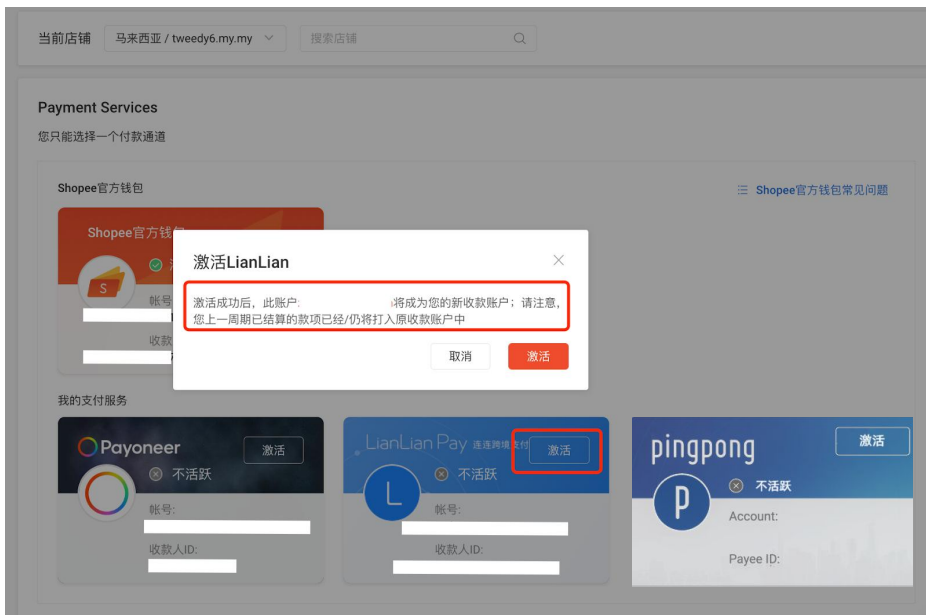 当前店铺 马来西亚 / tweedy6.my.my 搜索店铺
Payment Services
您只能选择一个付款通道
Shopee官方钱包
Shopee官方钱包常见问题
Shopee官方钱
S
帐号
收款
激活LianLian
激活成功后，此账户: 将成为您的新收款账户；请注意，
您上一周期已结算的款项已经/仍将打入原收款账户中
取消 激活
我的支付服务
Payoneer 激活
不活跃
帐号:
收款人ID:
LianLian Pay 连连跨境支付 激活
不活跃
L
帐号:
收款人ID:
pingpong 激活
不活跃
P
Account:
Payee ID: